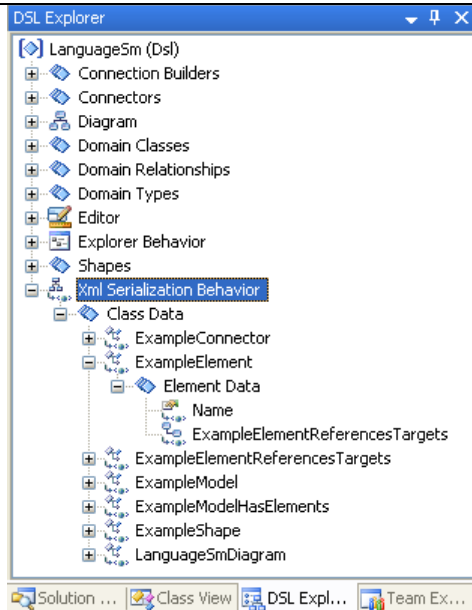 DSL Explorer
LanguageSm (Dsl)
Connection Builders
Connectors
Diagram
Domain Classes
Domain Relationships
Domain Types
Editor
Explorer Behavior
Shapes
Xml Serialization Behavior
Class Data
ExampleConnector
ExampleElement
Element Data
Name
ExampleElementReferencesTargets
ExampleElementReferencesTargets
ExampleModel
ExampleModelHasElements
ExampleShape
LanguageSmDiagram
Solution ... Class View DSL Expl... Team Ex...